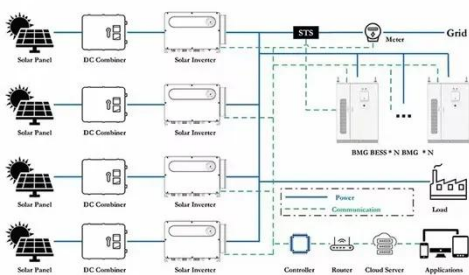 STS
Meter
Grid
Solar Panel DC Combiner Solar Inverter
Solar Panel DC Combiner Solar Inverter
BMG BESS * N BMG * N
Solar Panel DC Combiner Solar Inverter
Power
Communication
Load
Solar Panel DC Combiner Solar Inverter
Controller Router Cloud Server Applications